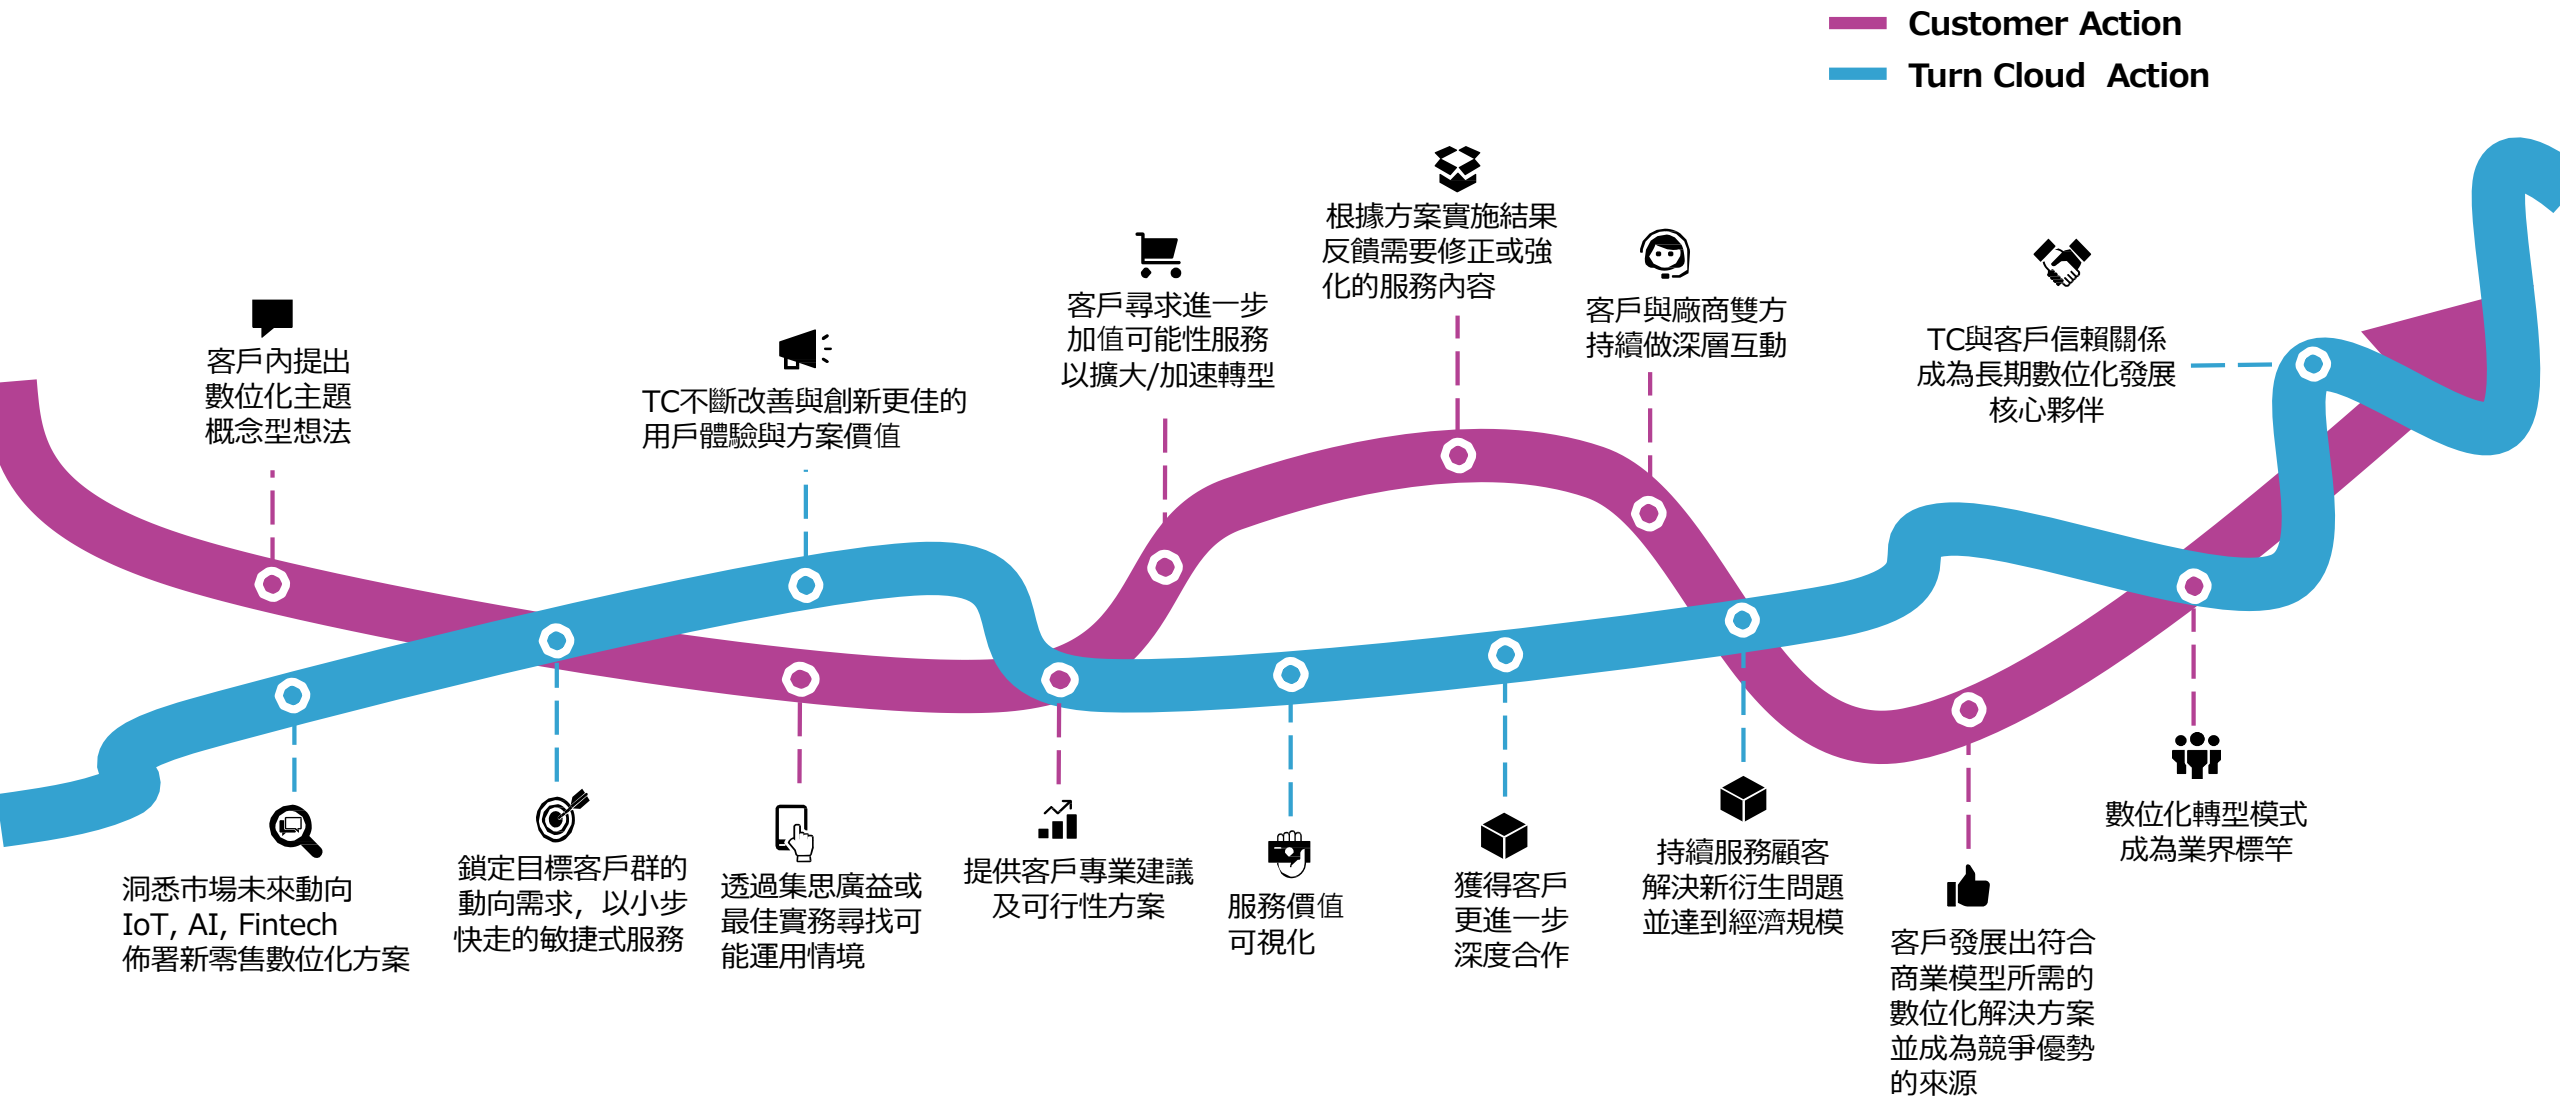 Customer Action
Turn Cloud Action
客戶內提出
數位化主題
概念型想法
TC不斷改善與創新更佳的
用戶體驗與方案價值
客戶尋求進一步
加值可能性服務
以擴大/加速轉型
根據方案實施結果
反饋需要修正或強
化的服務內容
客戶與廠商雙方
持續做深層互動
TC與客戶信賴關係
成為長期數位化發展
核心夥伴
洞悉市場未來動向
IoT, AI, Fintech
佈署新零售數位化方案
鎖定目標客戶群的
動向需求，以小步
快走的敏捷式服務
透過集思廣益或
最佳實務尋找可
能運用情境
提供客戶專業建議
及可行性方案
服務價值
可視化
獲得客戶
更進一步
深度合作
持續服務顧客
解決新衍生問題
並達到經濟規模
客戶發展出符合
商業模型所需的
數位化解決方案
並成為競爭優勢
的來源
數位化轉型模式
成為業界標竿